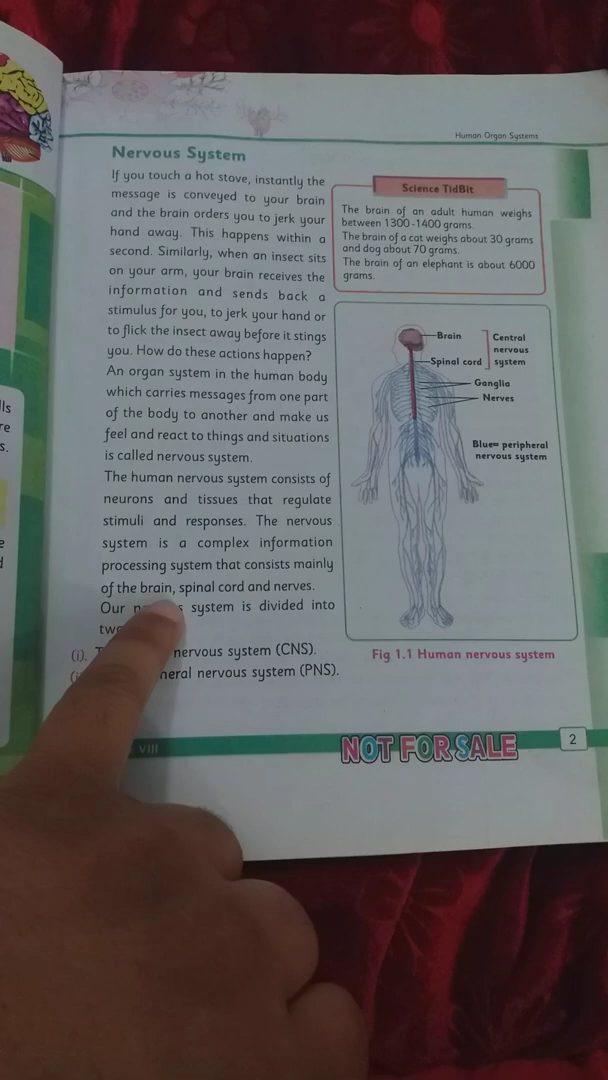 Human Organ Systems
Nervous System
If you touch a hot stove, instantly the
message is conveyed to your brain
and the brain orders you to jerk your
hand away. This happens within a
second. Similarly, when an insect sits
on your arm, your brain receives the
information and sends back a
stimulus for you, to jerk your hand or
to flick the insect away before it stings
you. How do these actions happen?
An organ system in the human body
which carries messages from one part
of the body to another and make us
feel and react to things and situations
is called nervous system.
The human nervous system consists of
neurons and tissues that regulate
stimuli and responses. The nervous
system is a complex information
processing system that consists mainly
of the brain, spinal cord and nerves.
Our system is divided into
(i). nervous system (CNS).
nervous system (PNS).
Science TidBit
The brain of an adult human weighs
between 1300-1400 grams.
The brain of a cat weighs about 30 grams
and dog about 70 grams.
The brain of an elephant is about 6000
grams.
Brain
Spinal cord
Central
nervous
system
Ganglia
Nerves
Blue= peripheral
nervous system
Fig 1.1 Human nervous system
VIII
NOT FOR SALE
2